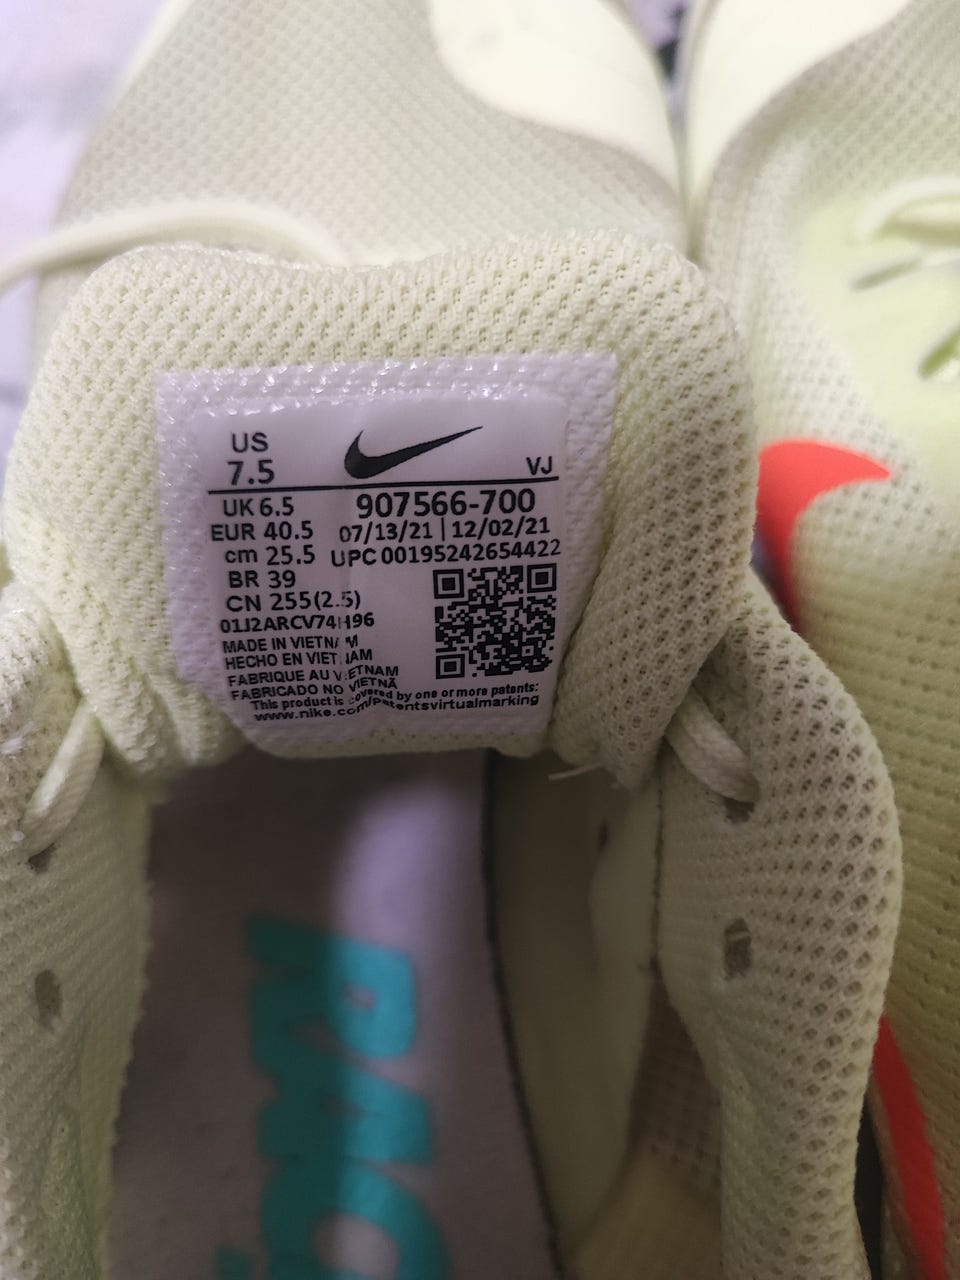 US
7.5
VJ
UK 6.5
907566-700
EUR 40.5
07/13/21 | 12/02/21
cm 25.5
UPC 00195242654422
BR 39
CN 255(2.5)
01J2ARCV74H96
MADE IN VIETNAM
HECHO EN VIETNAM
FABRIQUE AU VIETNAM
FABRICADO NO VIETNÃ
This product is covered by one or more patents:
www.nike.com/patentsvirtualmarking